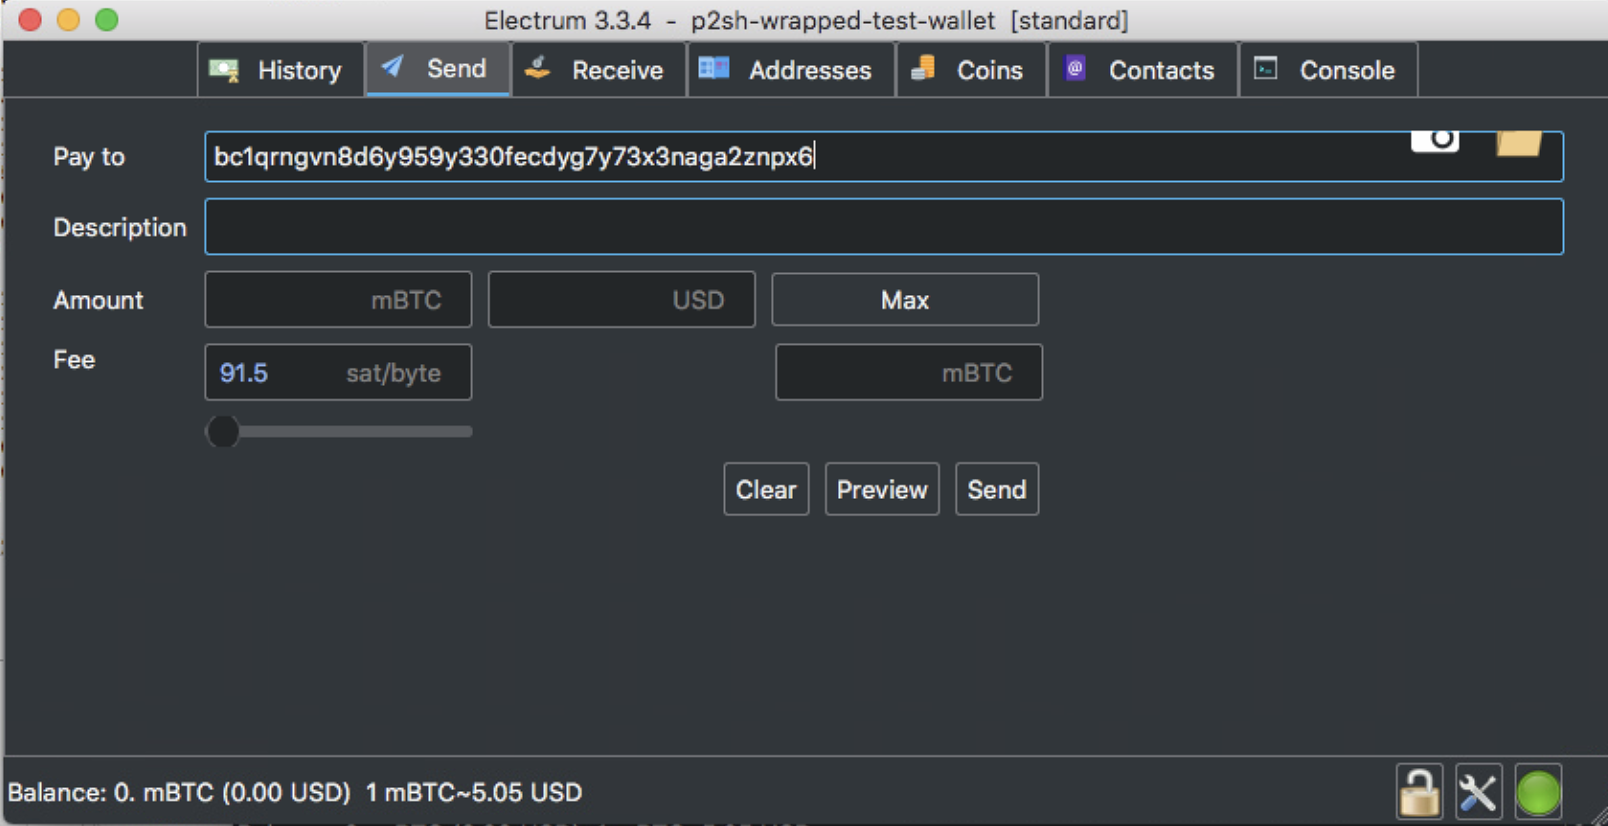 Electrum 3.3.4 - p2sh-wrapped-test-wallet [standard]
History Send Receive Addresses Coins Contacts Console
Pay to bc1qrngvn8d6y959y330fecdyg7y73x3naga2znpx6
Description
Amount mBTC USD Max
Fee 91.5 sat/byte mBTC
Clear Preview Send
Balance: 0. mBTC (0.00 USD) 1 mBTC~5.05 USD